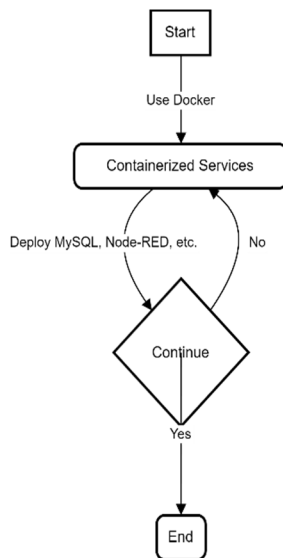 Start
Use Docker
Containerized Services
Deploy MySQL, Node-RED, etc.
No
Continue
Yes
End